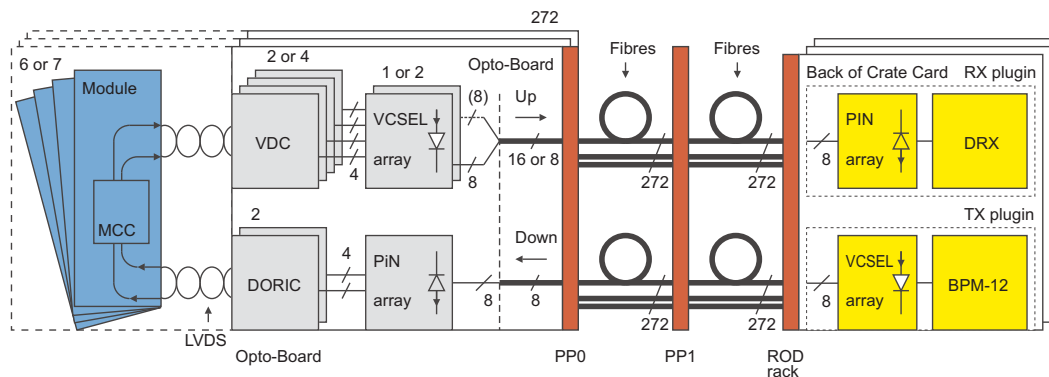 272
Fibres
Fibres
6 or 7
2 or 4
1 or 2
Opto-Board
Back of Crate Card
RX plugin
Module
(8)
Up
VDC
4
VCSEL
array
8
16 or 8
272
272
8
PIN
array
DRX
MCC
2
Down
TX plugin
DORIC
4
4
PiN
array
8
8
272
272
8
VCSEL
array
BPM-12
LVDS
Opto-Board
PP0
PP1
ROD
rack